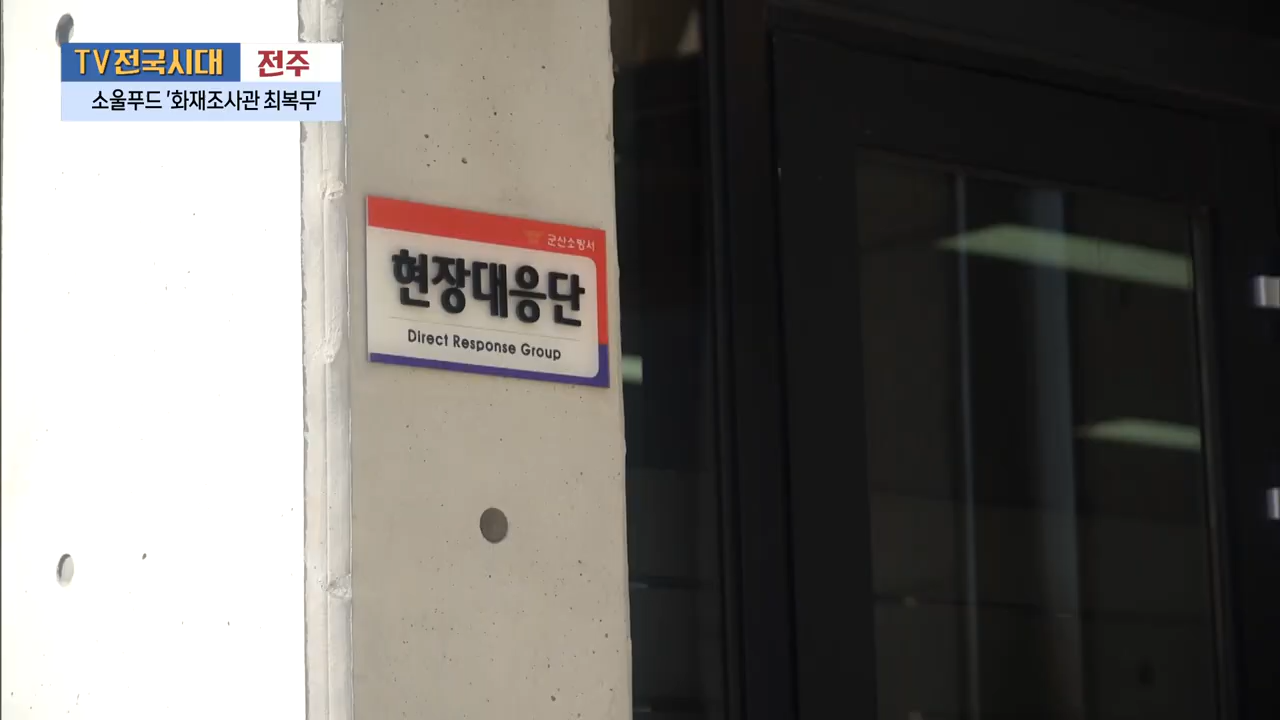 TV전국시대 전주
소울푸드 '화재조사관 최복무'
군산소방서
현장대응단
Direct Response Group